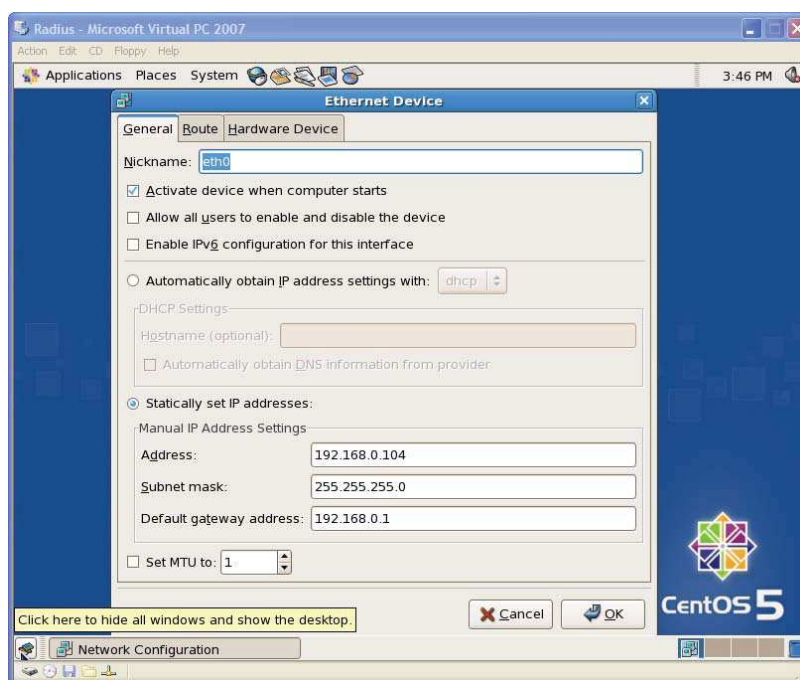 Radius - Microsoft Virtual PC 2007
Action Edit CD Floppy Help
Applications Places System 3:46 PM
Ethernet Device
General Route Hardware Device
Nickname: eth0
Activate device when computer starts
Allow all users to enable and disable the device
Enable IPv6 configuration for this interface
Automatically obtain IP address settings with: dhcp
DHCP Settings
Hostname (optional):
Automatically obtain DNS information from provider
Statically set IP addresses:
Manual IP Address Settings
Address: 192.168.0.104
Subnet mask: 255.255.255.0
Default gateway address: 192.168.0.1
Set MTU to: 1
Cancel OK
CentOS 5
Click here to hide all windows and show the desktop.
Network Configuration